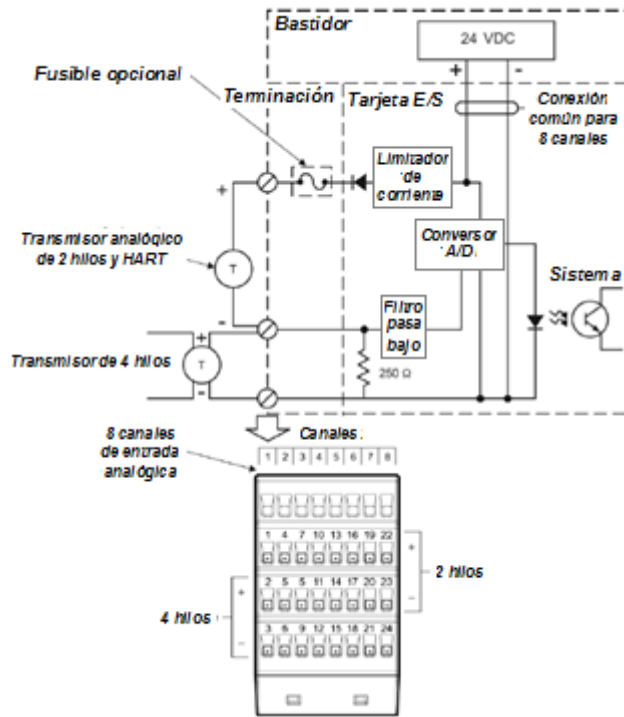 Bastidor
24 VDC
+ -
Fusible opcional
Terminación
Tarjeta E/S
Conexión
común para
8 canales
Limitador
de
corriente
+
Transmisor analógico
de 2 hilos y HART
T
Conversor
A/D
Sistema
Filtro
pasa
bajo
-
+
Transmisor de 4 hilos
T
-
250 Ω
8 canales
de entrada
analógica
Canales:
1 2 3 4 5 6 7 8
1 4 7 10 13 16 19 22
+
2 hilos
-
2 5 5 11 14 17 20 23
+
4 hilos
-
3 6 9 12 15 18 21 24